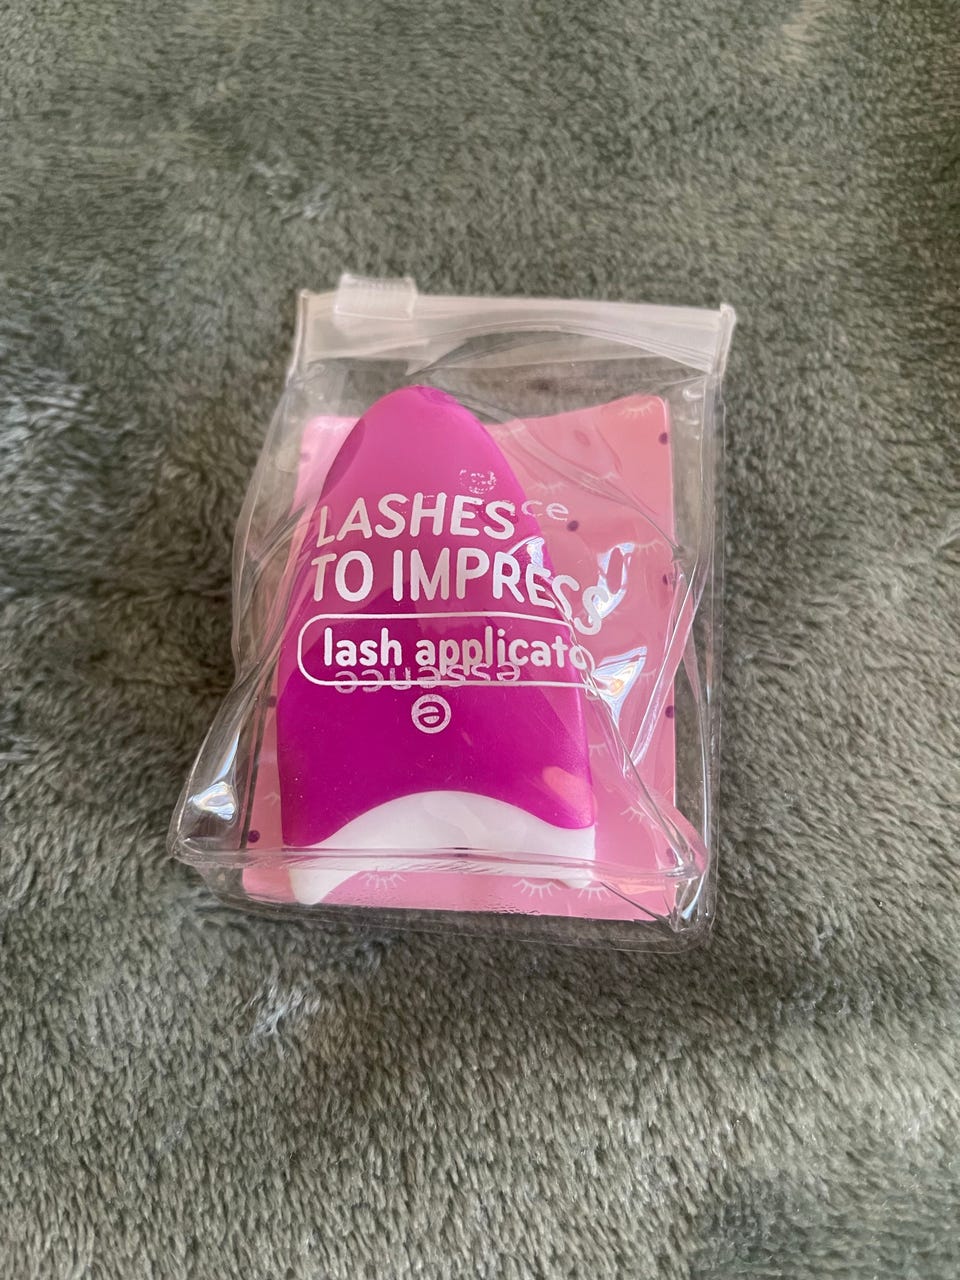 LASHES
TO IMPRESS
lash applicato
essence
e